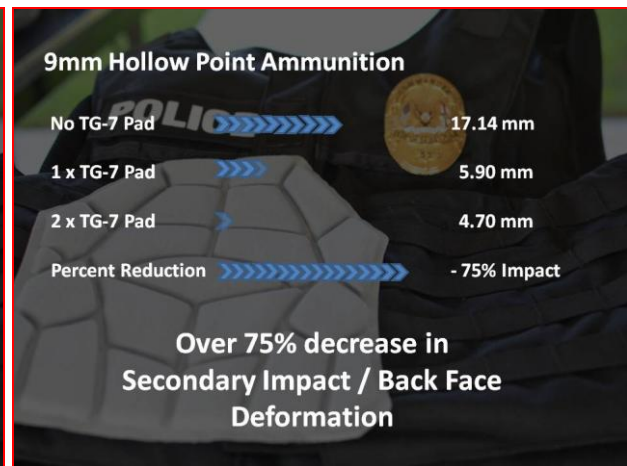 9mm Hollow Point Ammunition
POLICE
No TG-7 Pad 17.14 mm
1 x TG-7 Pad 5.90 mm
2 x TG-7 Pad 4.70 mm
Percent Reduction - 75% Impact
Over 75% decrease in
Secondary Impact / Back Face
Deformation